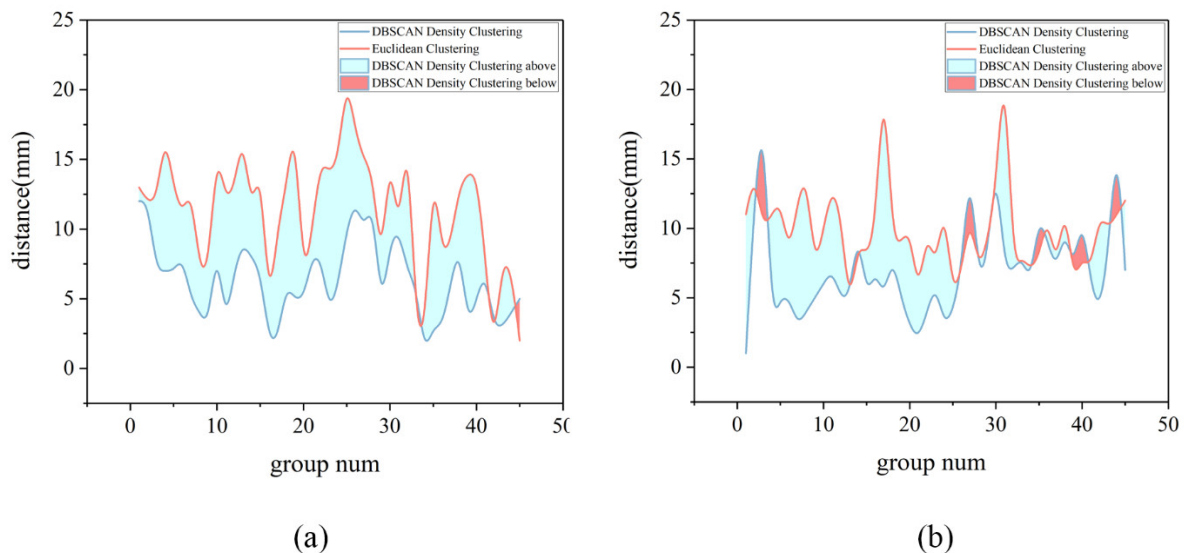 25
20
15
10
5
0
distance(mm)
DBSCAN Density Clustering
Euclidean Clustering
DBSCAN Density Clustering above
DBSCAN Density Clustering below
0 10 20 30 40 50
group num
(a)
25
20
15
10
5
0
distance(mm)
DBSCAN Density Clustering
Euclidean Clustering
DBSCAN Density Clustering above
DBSCAN Density Clustering below
0 10 20 30 40 50
group num
(b)